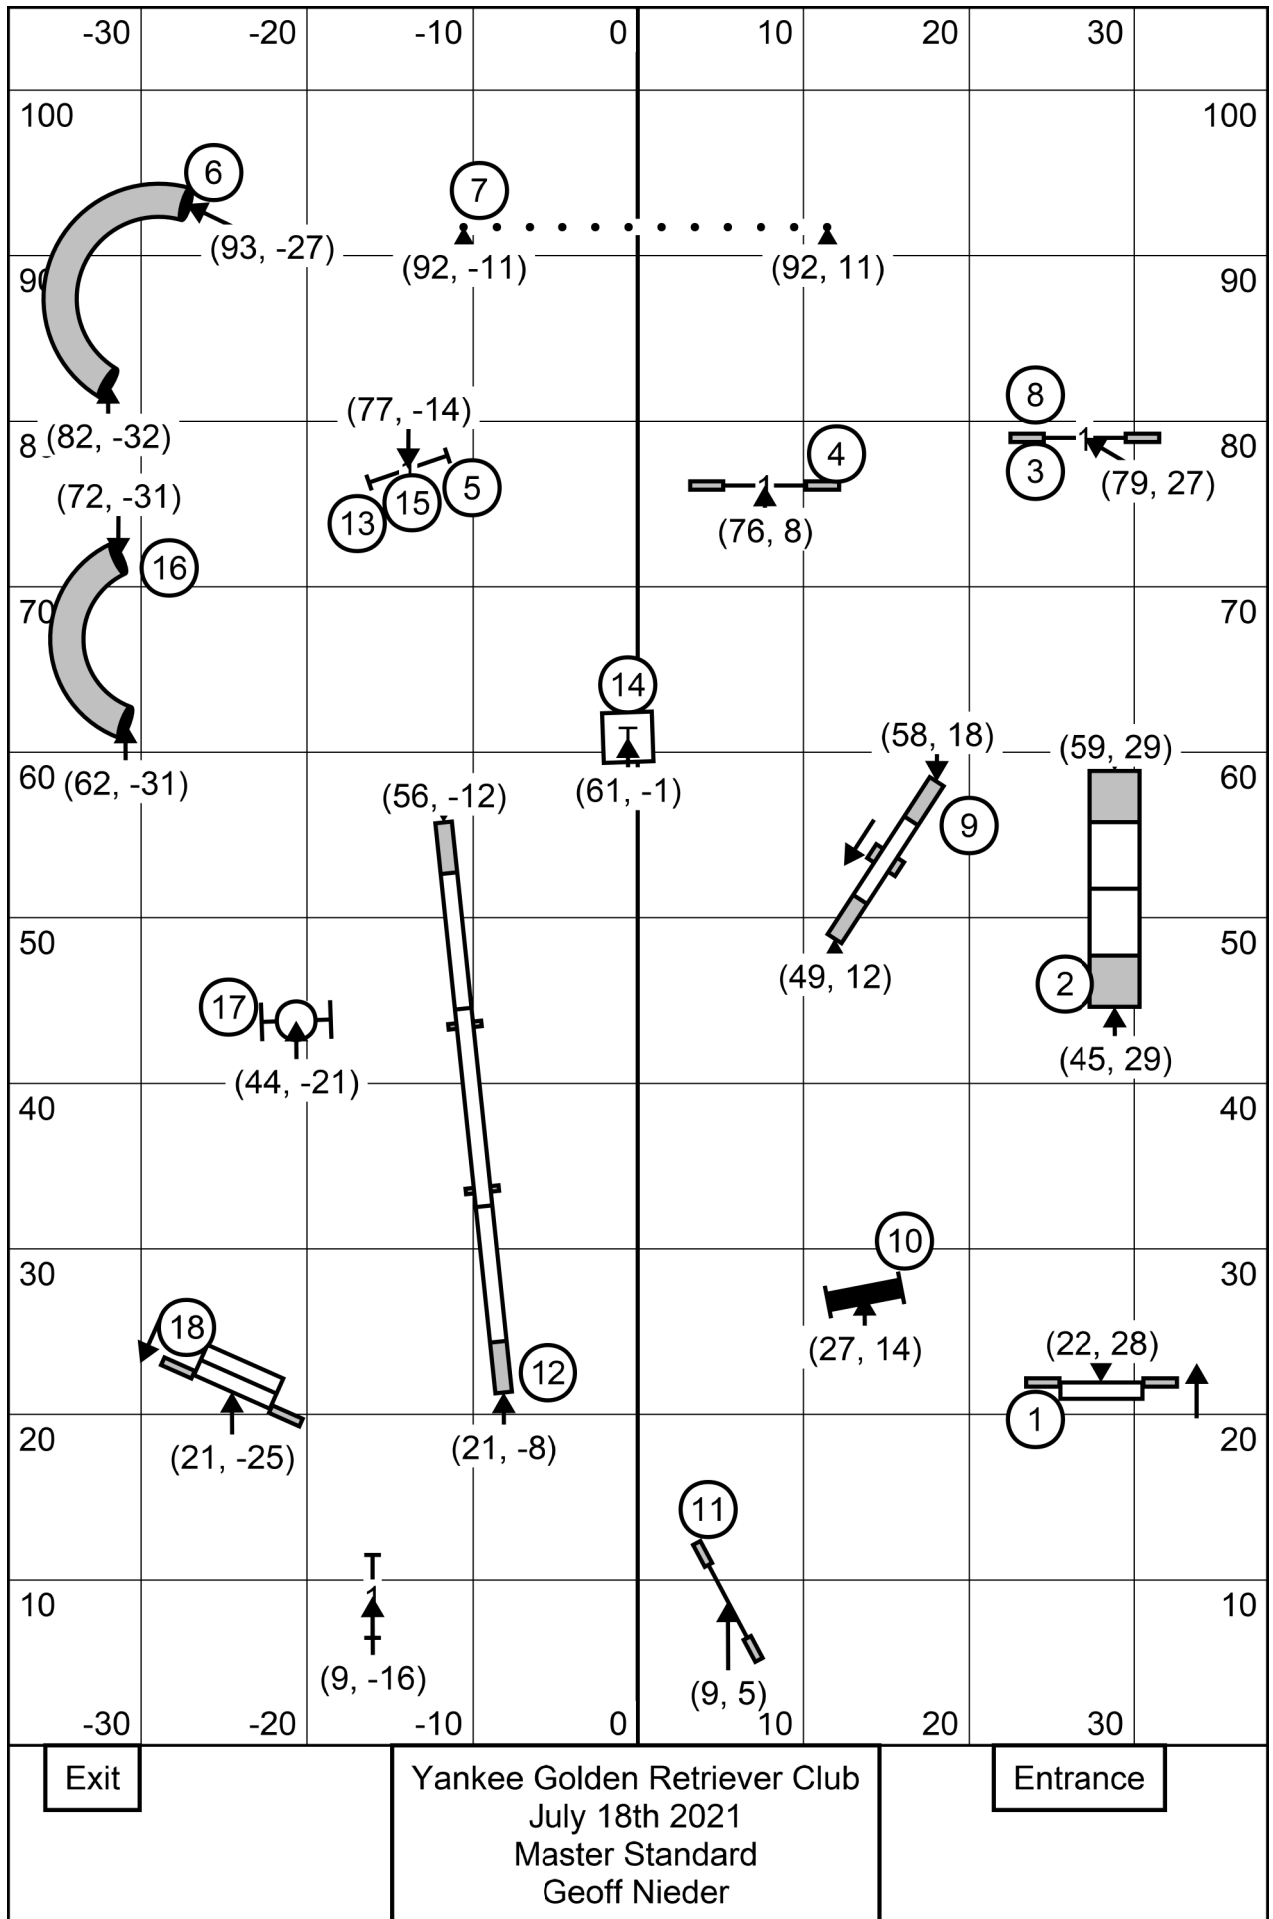 -30 -20 -10 0 10 20 30
100 100
6
7
(93, -27)
(92, -11) (92, 11)
90 90
8
(77, -14)
4
(82, -32)
80 80
3
(72, -31)
5
(79, 27)
15
13
(76, 8)
16
70 70
14
(58, 18) (59, 29)
60 60
(62, -31) (56, -12) (61, -1)
9
50 50
(49, 12)
2
17
(45, 29)
(44, -21)
40 40
10
30 30
18
(27, 14) (22, 28)
12
1
20 20
(21, -25) (21, -8)
11
10 10
(9, -16) (9, 5)
-30 -20 -10 0 10 20 30
Exit
Entrance
Yankee Golden Retriever Club
July 18th 2021
Master Standard
Geoff Nieder